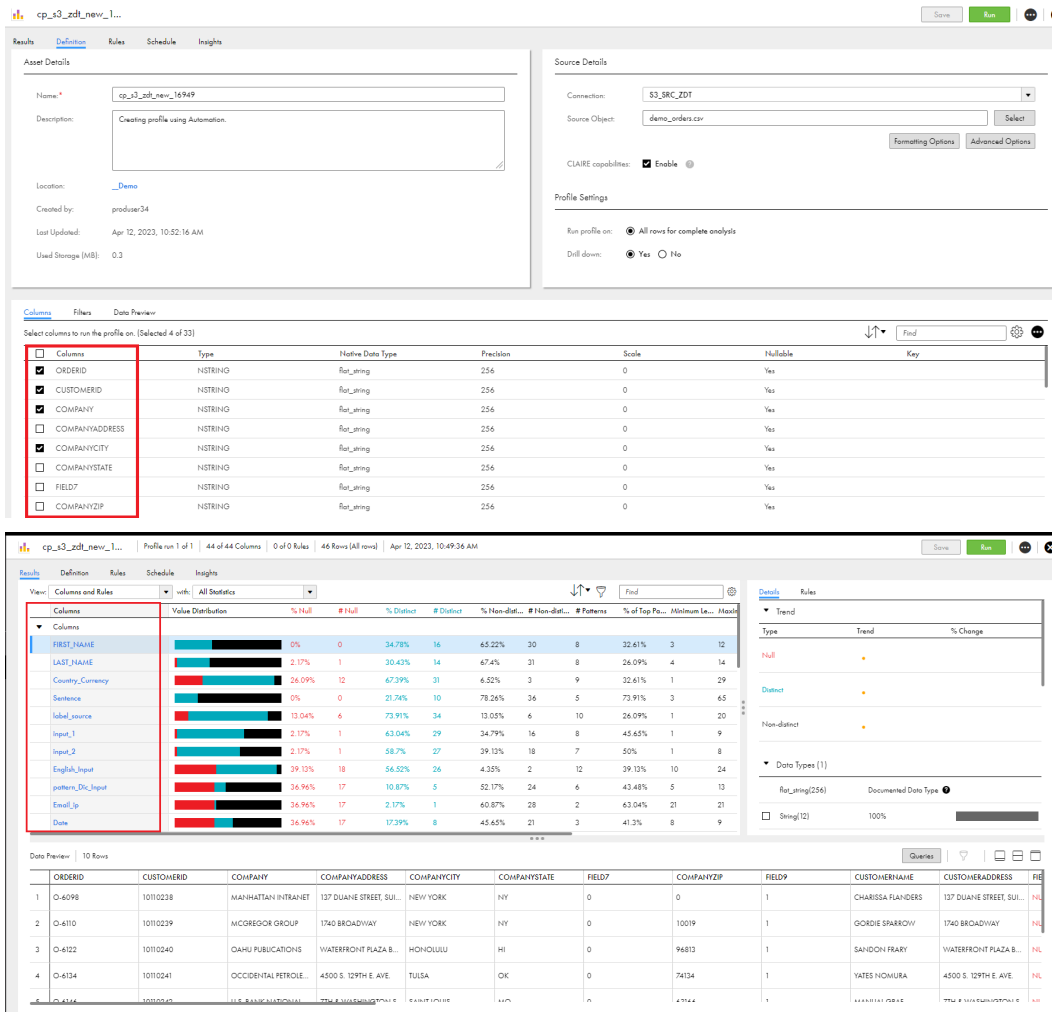 cp_s3_zdt_new_1... Save Run
Results Definition Rules Schedule Insights
Asset Details
Name:* cp_s3_zdt_new_16949
Description: Creating profile using Automation.
Location: __Demo
Created by: produser34
Last Updated: Apr 12, 2023, 10:52:16 AM
Used Storage (MB): 0.3
Source Details
Connection: S3_SRC_ZDT
Source Object: demo_orders.csv Select
Formatting Options Advanced Options
CLAIRE capabilities: Enable
Profile Settings
Run profile on: All rows for complete analysis
Drill down: Yes No
Columns Filters Data Preview
Select columns to run the profile on. (Selected 4 of 33) Find
Columns Type Native Data Type Precision Scale Nullable Key
ORDERID NSTRING flat_string 256 0 Yes
CUSTOMERID NSTRING flat_string 256 0 Yes
COMPANY NSTRING flat_string 256 0 Yes
COMPANYADDRESS NSTRING flat_string 256 0 Yes
COMPANYCITY NSTRING flat_string 256 0 Yes
COMPANYSTATE NSTRING flat_string 256 0 Yes
FIELD7 NSTRING flat_string 256 0 Yes
COMPANYZIP NSTRING flat_string 256 0 Yes
cp_s3_zdt_new_1... Profile run 1 of 1 44 of 44 Columns 0 of 0 Rules 46 Rows (All rows) Apr 12, 2023, 10:49:36 AM Save Run
Results Definition Rules Schedule Insights
View: Columns and Rules with: All Statistics Find
Columns Value Distribution % Null # Null % Distinct # Distinct % Non-disti... # Non-disti... # Patterns % of Top Pa... Minimum Le... Maxin
Columns
FIRST_NAME 0% 0 34.78% 16 65.22% 30 8 32.61% 3 12
LAST_NAME 2.17% 1 30.43% 14 67.4% 31 8 26.09% 4 14
Country_Currency 26.09% 12 67.39% 31 6.52% 3 9 32.61% 1 29
Sentence 0% 0 21.74% 10 78.26% 36 5 73.91% 3 65
label_source 13.04% 6 73.91% 34 13.05% 6 10 26.09% 1 20
Input_1 2.17% 1 63.04% 29 34.79% 16 8 45.65% 1 9
input_2 2.17% 1 58.7% 27 39.13% 18 7 50% 1 8
English_Input 39.13% 18 56.52% 26 4.35% 2 12 39.13% 10 24
pattern_Dlc_Input 36.96% 17 10.87% 5 52.17% 24 6 43.48% 5 13
Email_Ip 36.96% 17 2.17% 1 60.87% 28 2 63.04% 21 21
Date 36.96% 17 17.39% 8 45.65% 21 3 41.3% 8 9
Details Rules
Trend
Type Trend % Change
Null
Distinct
Non-distinct
Data Types (1)
flat_string(256) Documented Data Type
String(12) 100%
Data Preview 10 Rows Queries
ORDERID CUSTOMERID COMPANY COMPANYADDRESS COMPANYCITY COMPANYSTATE FIELD7 COMPANYZIP FIELD9 CUSTOMERNAME CUSTOMERADDRESS FIE
1 O-6098 10110238 MANHATTAN INTRANET 137 DUANE STREET, SUI... NEW YORK NY 0 0 1 CHARISSA FLANDERS 137 DUANE STREET, SUI... NU
2 O-6110 10110239 MCGREGOR GROUP 1740 BROADWAY NEW YORK NY 0 10019 1 GORDIE SPARROW 1740 BROADWAY NU
3 O-6122 10110240 OAHU PUBLICATIONS WATERFRONT PLAZA B... HONOLULU HI 0 96813 1 SANDON FRARY WATERFRONT PLAZA B... NU
4 O-6134 10110241 OCCIDENTAL PETROLE... 4500 S. 129TH E. AVE. TULSA OK 0 74134 1 YATES NOMURA 4500 S. 129TH E. AVE. NU